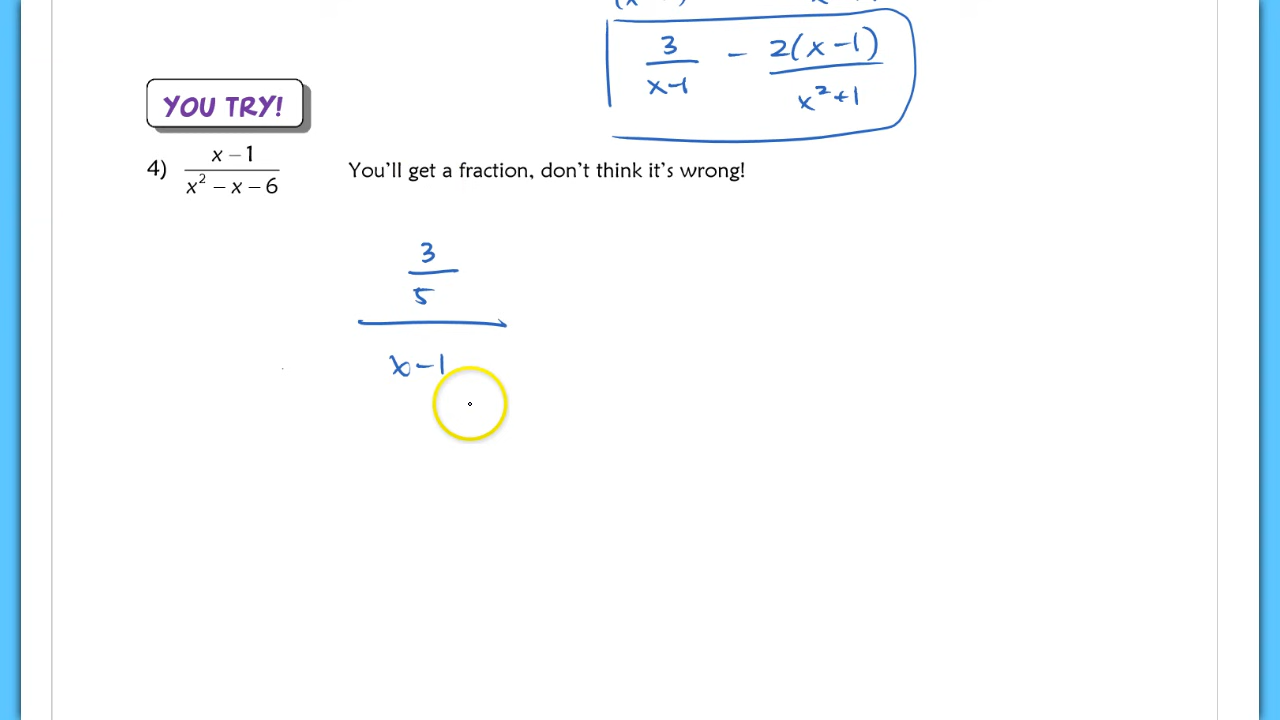 3/(x-1) - 2(x-1)/(x²+1)
YOU TRY!
4) (x - 1)/(x² - x - 6) You'll get a fraction, don't think it's wrong!
3
5
x-1